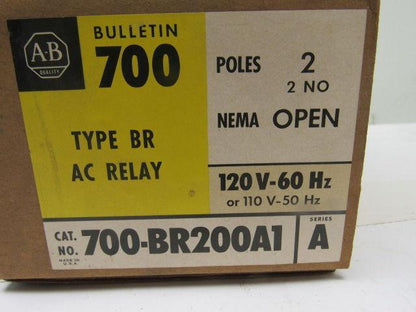 A-B
QUALITY
BULLETIN
700
TYPE BR
AC RELAY
POLES 2
2 NO
NEMA OPEN
120 V-60 Hz
or 110 V-50 Hz
CAT. NO. 700-BR200A1
MADE IN U.S.A.
SERIES
A